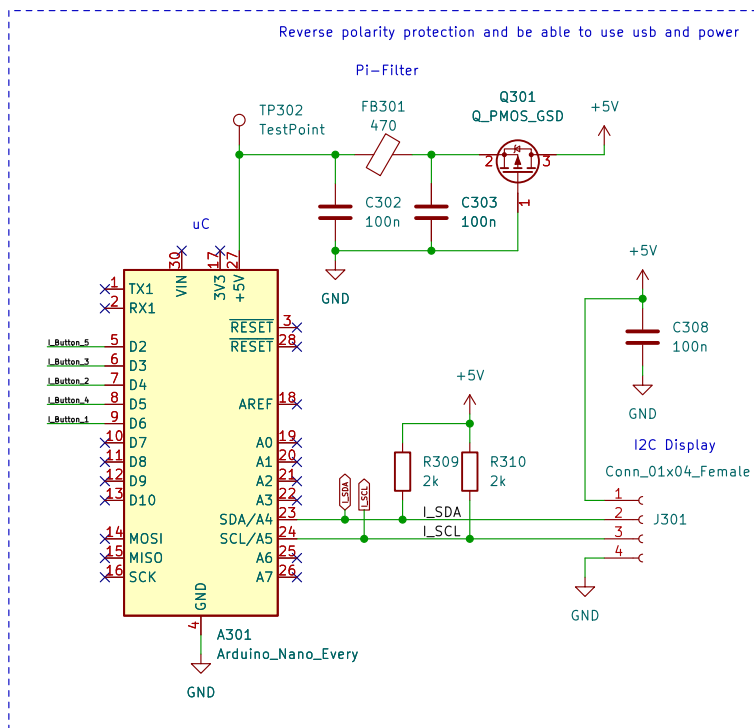 Reverse polarity protection and be able to use usb and power
Pi-Filter
Q301
Q_PMOS_GSD
TP302
TestPoint
FB301
470
+5V
2
3
1
C302
100n
C303
100n
uC
GND
30
17
27
VIN
3V3
+5V
1
TX1
2
RX1
3
RESET
28
RESET
I_Button_5
5
D2
I_Button_3
6
D3
I_Button_2
7
D4
I_Button_4
8
D5
I_Button_1
9
D6
10
D7
11
D8
12
D9
13
D10
14
MOSI
15
MISO
16
SCK
18
AREF
19
A0
20
A1
21
A2
22
A3
23
SDA/A4
24
SCL/A5
25
A6
26
A7
GND
4
A301
Arduino_Nano_Every
GND
+5V
R309
2k
R310
2k
I_SDA
I_SCL
I_SDA
I_SCL
+5V
C308
100n
GND
I2C Display
Conn_01x04_Female
1
2
3
4
J301
GND